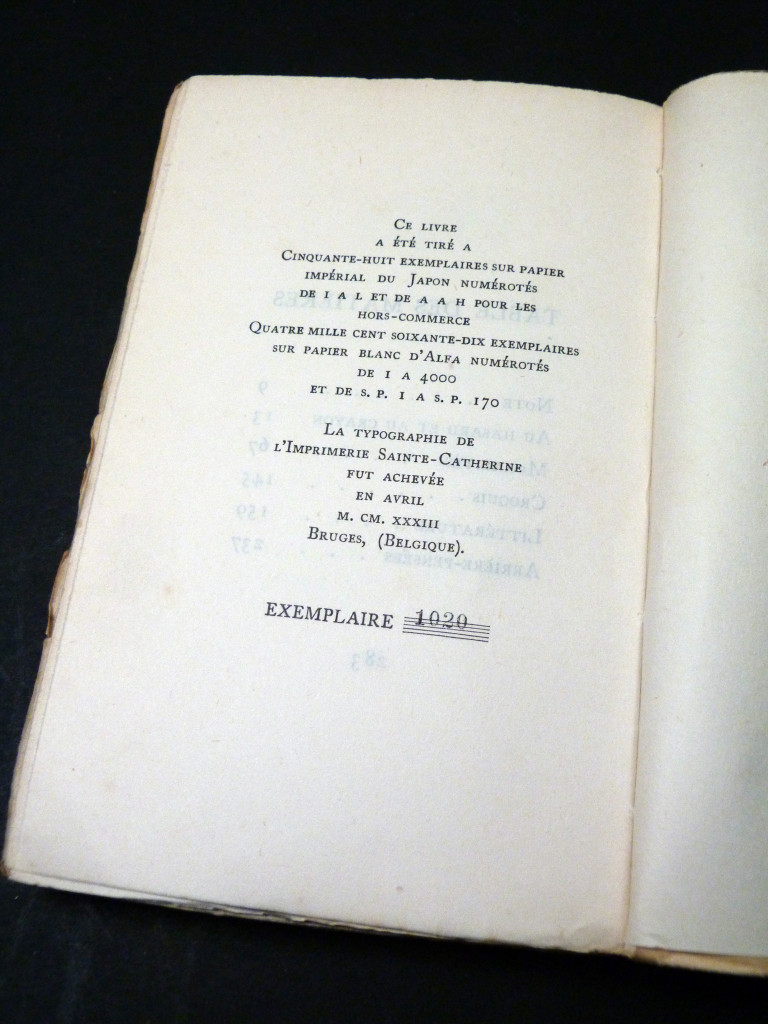 CE LIVRE
A ÉTÉ TIRÉ A
CINQUANTE-HUIT EXEMPLAIRES SUR PAPIER
IMPÉRIAL DU JAPON NUMÉROTÉS
DE I A L ET DE A A H POUR LES
HORS-COMMERCE
QUATRE MILLE CENT SOIXANTE-DIX EXEMPLAIRES
SUR PAPIER BLANC D'ALFA NUMÉROTÉS
DE I A 4000
ET DE S. P. I A S. P. 170
LA TYPOGRAPHIE DE
L'IMPRIMERIE SAINTE-CATHERINE
FUT ACHEVÉE
EN AVRIL
M. CM. XXXIII
BRUGES, (BELGIQUE).
EXEMPLAIRE 1020